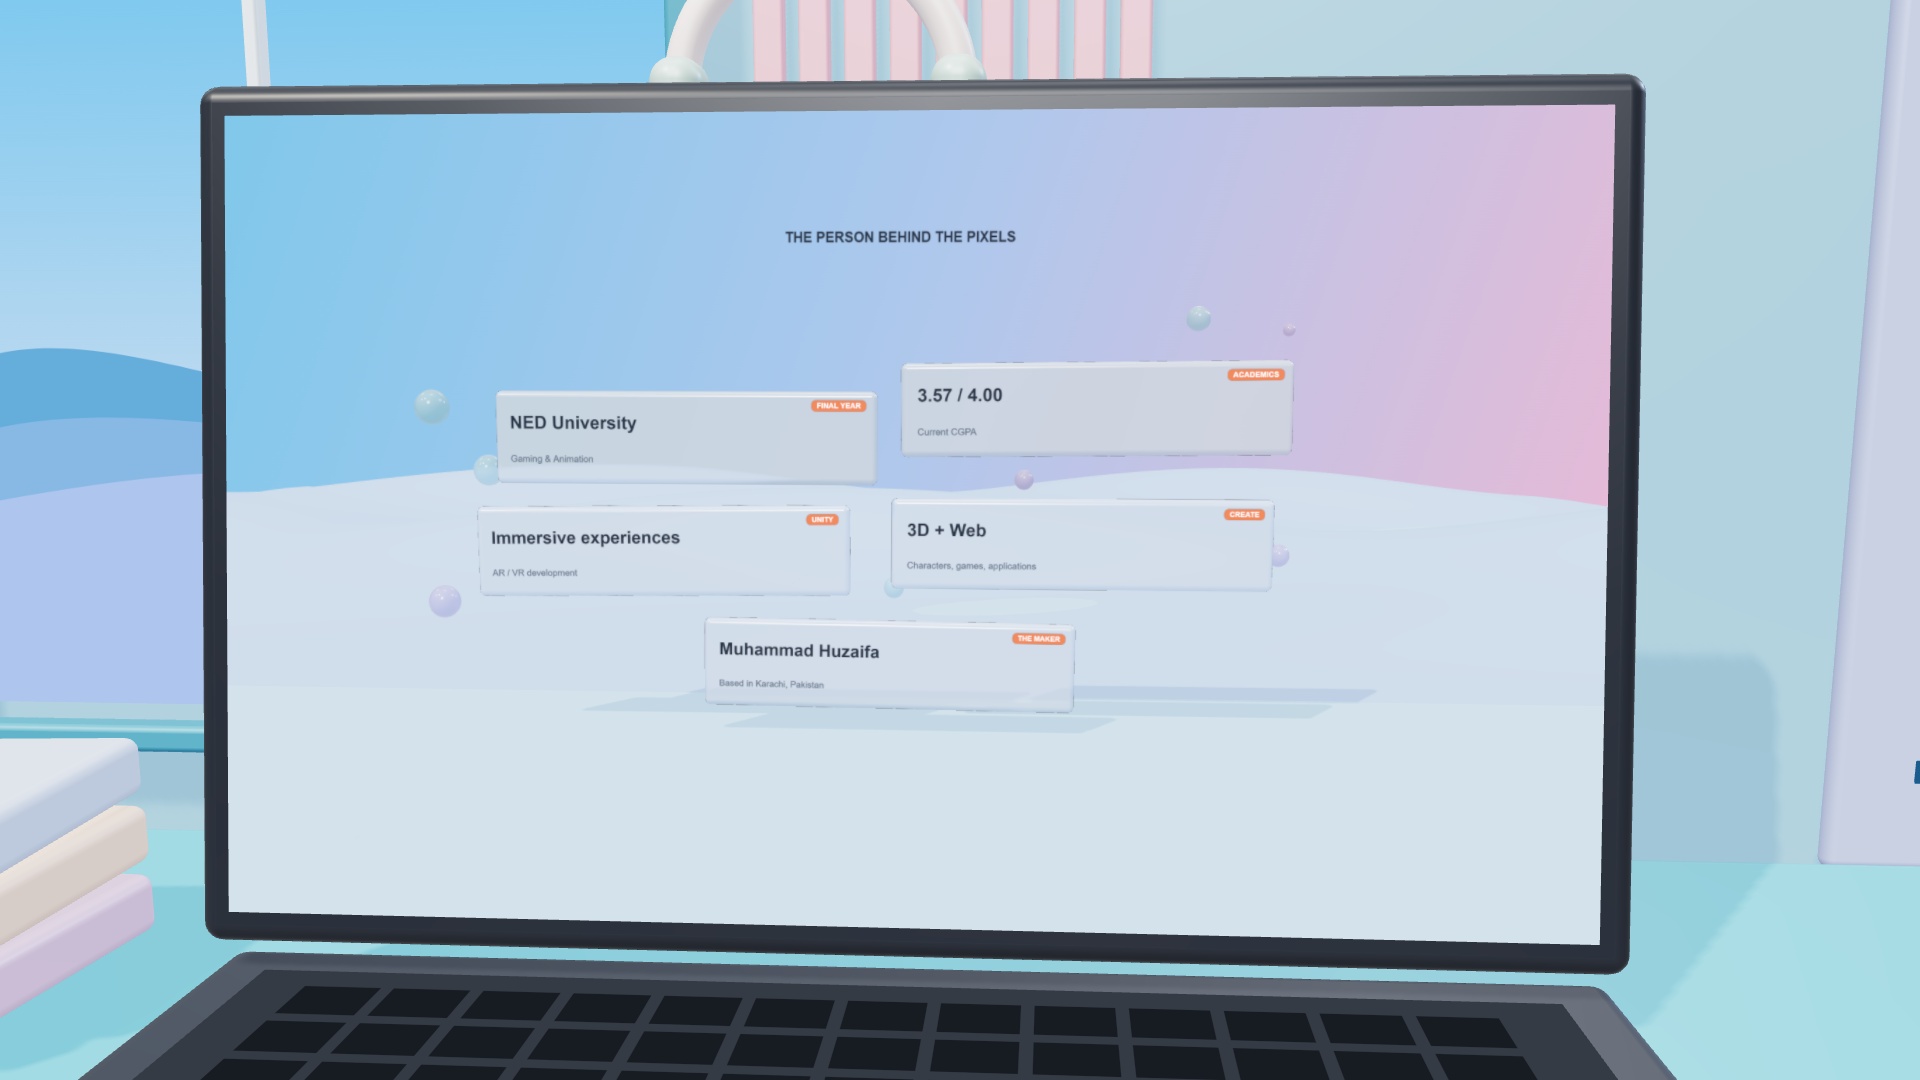 THE PERSON BEHIND THE PIXELS
FINAL YEAR
NED University
Gaming & Animation
ACADEMICS
3.57 / 4.00
Current CGPA
UNITY
Immersive experiences
AR / VR development
CREATE
3D + Web
Characters, games, applications
THE MAKER
Muhammad Huzaifa
Based in Karachi, Pakistan